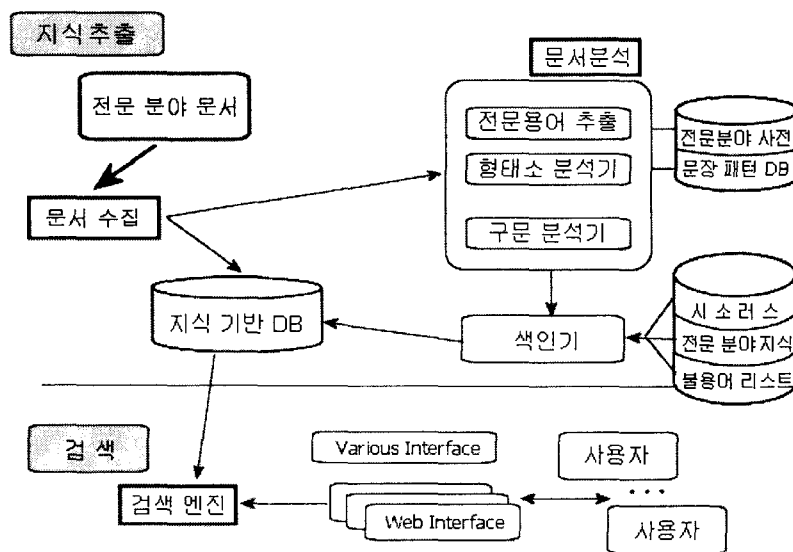 지식추출
문서분석
전문 분야 문서
전문용어 추출
형태소 분석기
구문 분석기
전문분야 사전
문장 패턴 DB
문서 수집
지식 기반 DB
색인기
시 소 러 스
전문 분야지식
불용어 리스트
검 색
Various Interface
사용자
...
검색 엔진
Web Interface
사용자